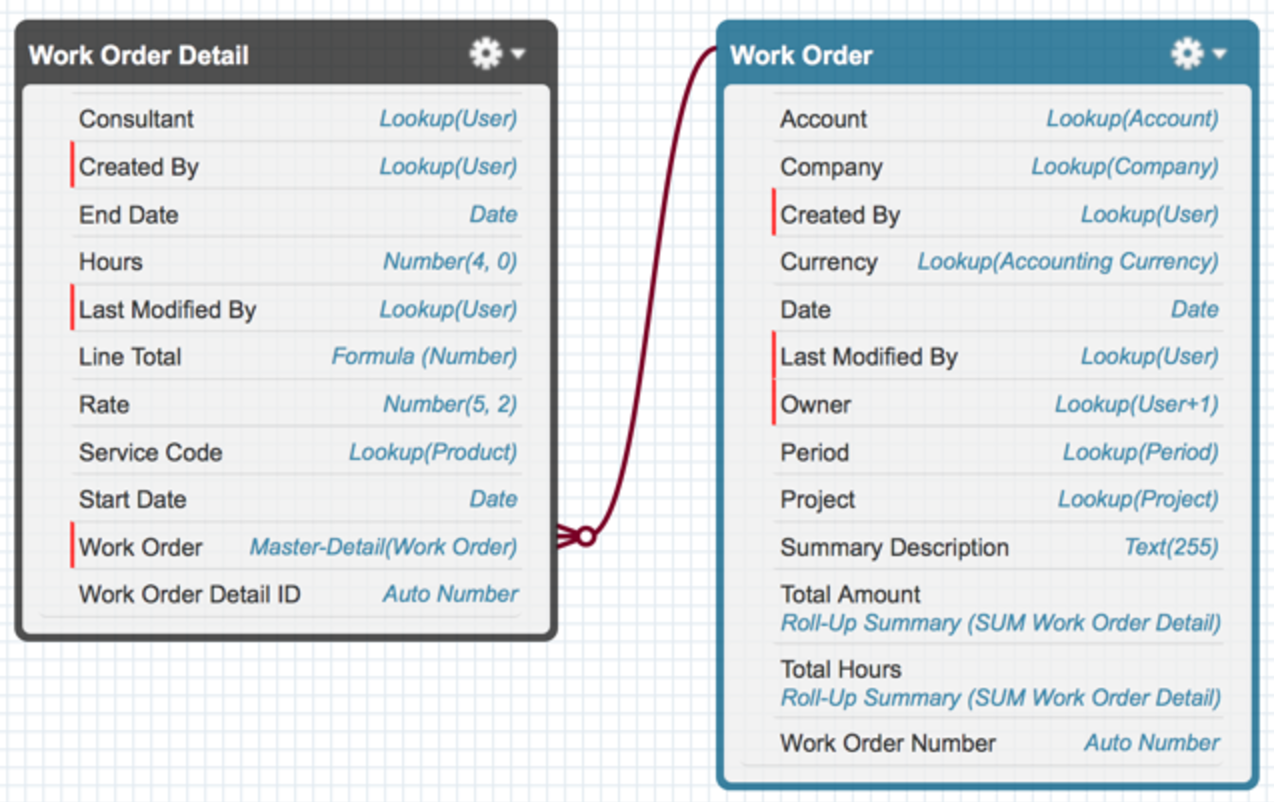 Work Order Detail
Consultant Lookup(User)
Created By Lookup(User)
End Date Date
Hours Number(4, 0)
Last Modified By Lookup(User)
Line Total Formula (Number)
Rate Number(5, 2)
Service Code Lookup(Product)
Start Date Date
Work Order Master-Detail(Work Order)
Work Order Detail ID Auto Number
Work Order
Account Lookup(Account)
Company Lookup(Company)
Created By Lookup(User)
Currency Lookup(Accounting Currency)
Date Date
Last Modified By Lookup(User)
Owner Lookup(User+1)
Period Lookup(Period)
Project Lookup(Project)
Summary Description Text(255)
Total Amount
Roll-Up Summary (SUM Work Order Detail)
Total Hours
Roll-Up Summary (SUM Work Order Detail)
Work Order Number Auto Number